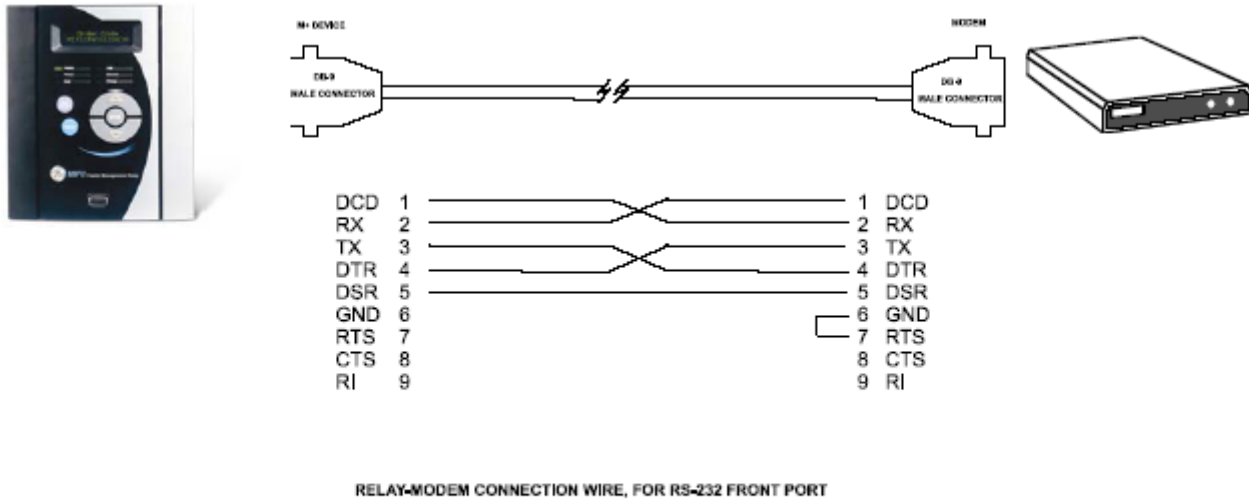 M+ DEVICE
MODEM
DB-9
MALE CONNECTOR
DB-9
MALE CONNECTOR
DCD 1
1 DCD
RX 2
2 RX
TX 3
3 TX
DTR 4
4 DTR
DSR 5
5 DSR
GND 6
6 GND
RTS 7
7 RTS
CTS 8
8 CTS
RI 9
9 RI
RELAY-MODEM CONNECTION WIRE, FOR RS-232 FRONT PORT